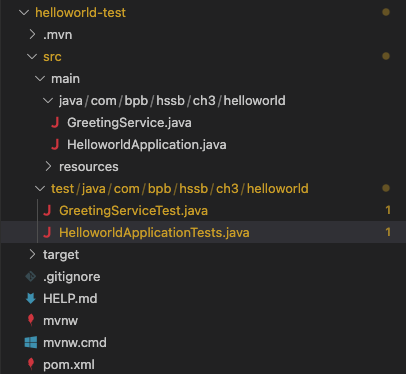 helloworld-test
.mvn
src
main
java/com/bpb/hssb/ch3/helloworld
GreetingService.java
HelloworldApplication.java
resources
test/java/com/bpb/hssb/ch3/helloworld
GreetingServiceTest.java 1
HelloworldApplicationTests.java 1
target
.gitignore
HELP.md
mvnw
mvnw.cmd
pom.xml